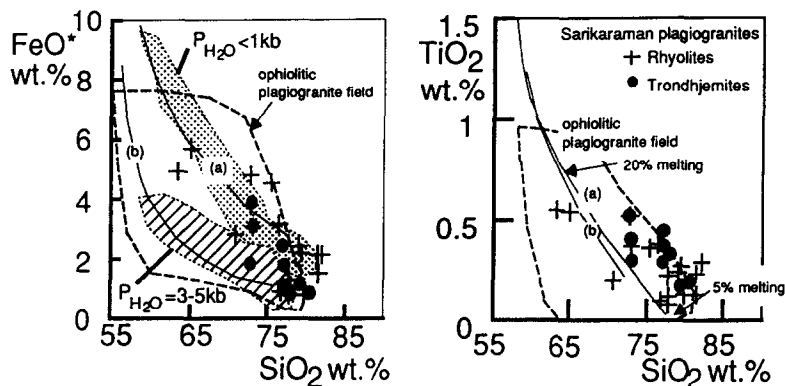 10
8
6
4
2
0
FeO*
wt.%
P H2O <1kb
ophiolitic
plagiogranite field
(b)
(a)
P H2O =3-5kb
55 65 75 85
SiO2 wt.%
1.5
1
0.5
0
TiO2
wt.%
Sarikaraman plagiogranites
Rhyolites
Trondhjemites
ophiolitic
plagiogranite field
20% melting
(a)
(b)
5% melting
55 65 75 85
SiO2 wt.%